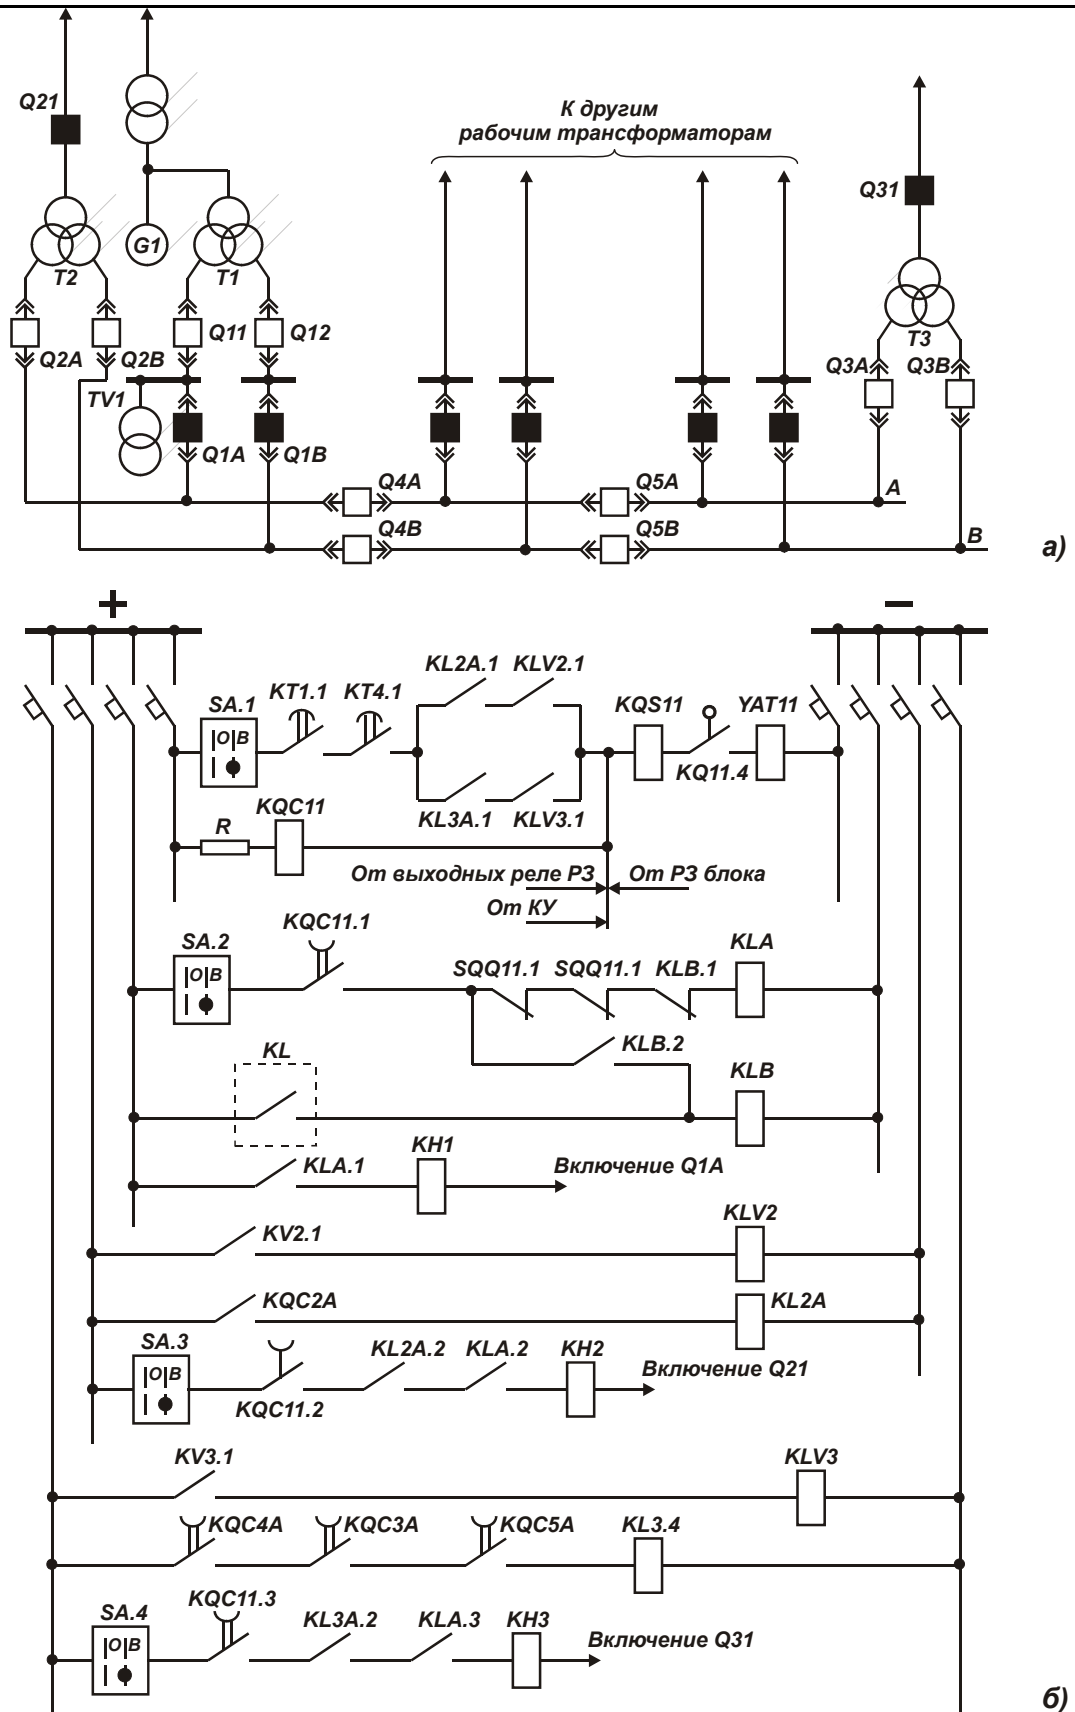 Q21
К другим
рабочим трансформаторам
Q31
G1
T2
T1
T3
Q11
Q12
Q2A
Q2B
Q3A
Q3B
TV1
Q1A
Q1B
Q4A
Q5A
A
Q4B
Q5B
B
а)
+
−
KL2A.1
KLV2.1
SA.1
KT1.1
KT4.1
KQS11
YAT11
|O|B
KQ11.4
KL3A.1
KLV3.1
KQC11
R
От выходных реле РЗ
От РЗ блока
От КУ
KQC11.1
SA.2
KLA
SQQ11.1
SQQ11.1
KLB.1
|O|B
KLB.2
KL
KLB
KLA.1
KH1
Включение Q1A
KV2.1
KLV2
KQC2A
KL2A
SA.3
KL2A.2
KLA.2
KH2
Включение Q21
|O|B
KQC11.2
KV3.1
KLV3
KQC4A
KQC3A
KQC5A
KL3.4
KQC11.3
SA.4
KL3A.2
KLA.3
KH3
Включение Q31
|O|B
б)